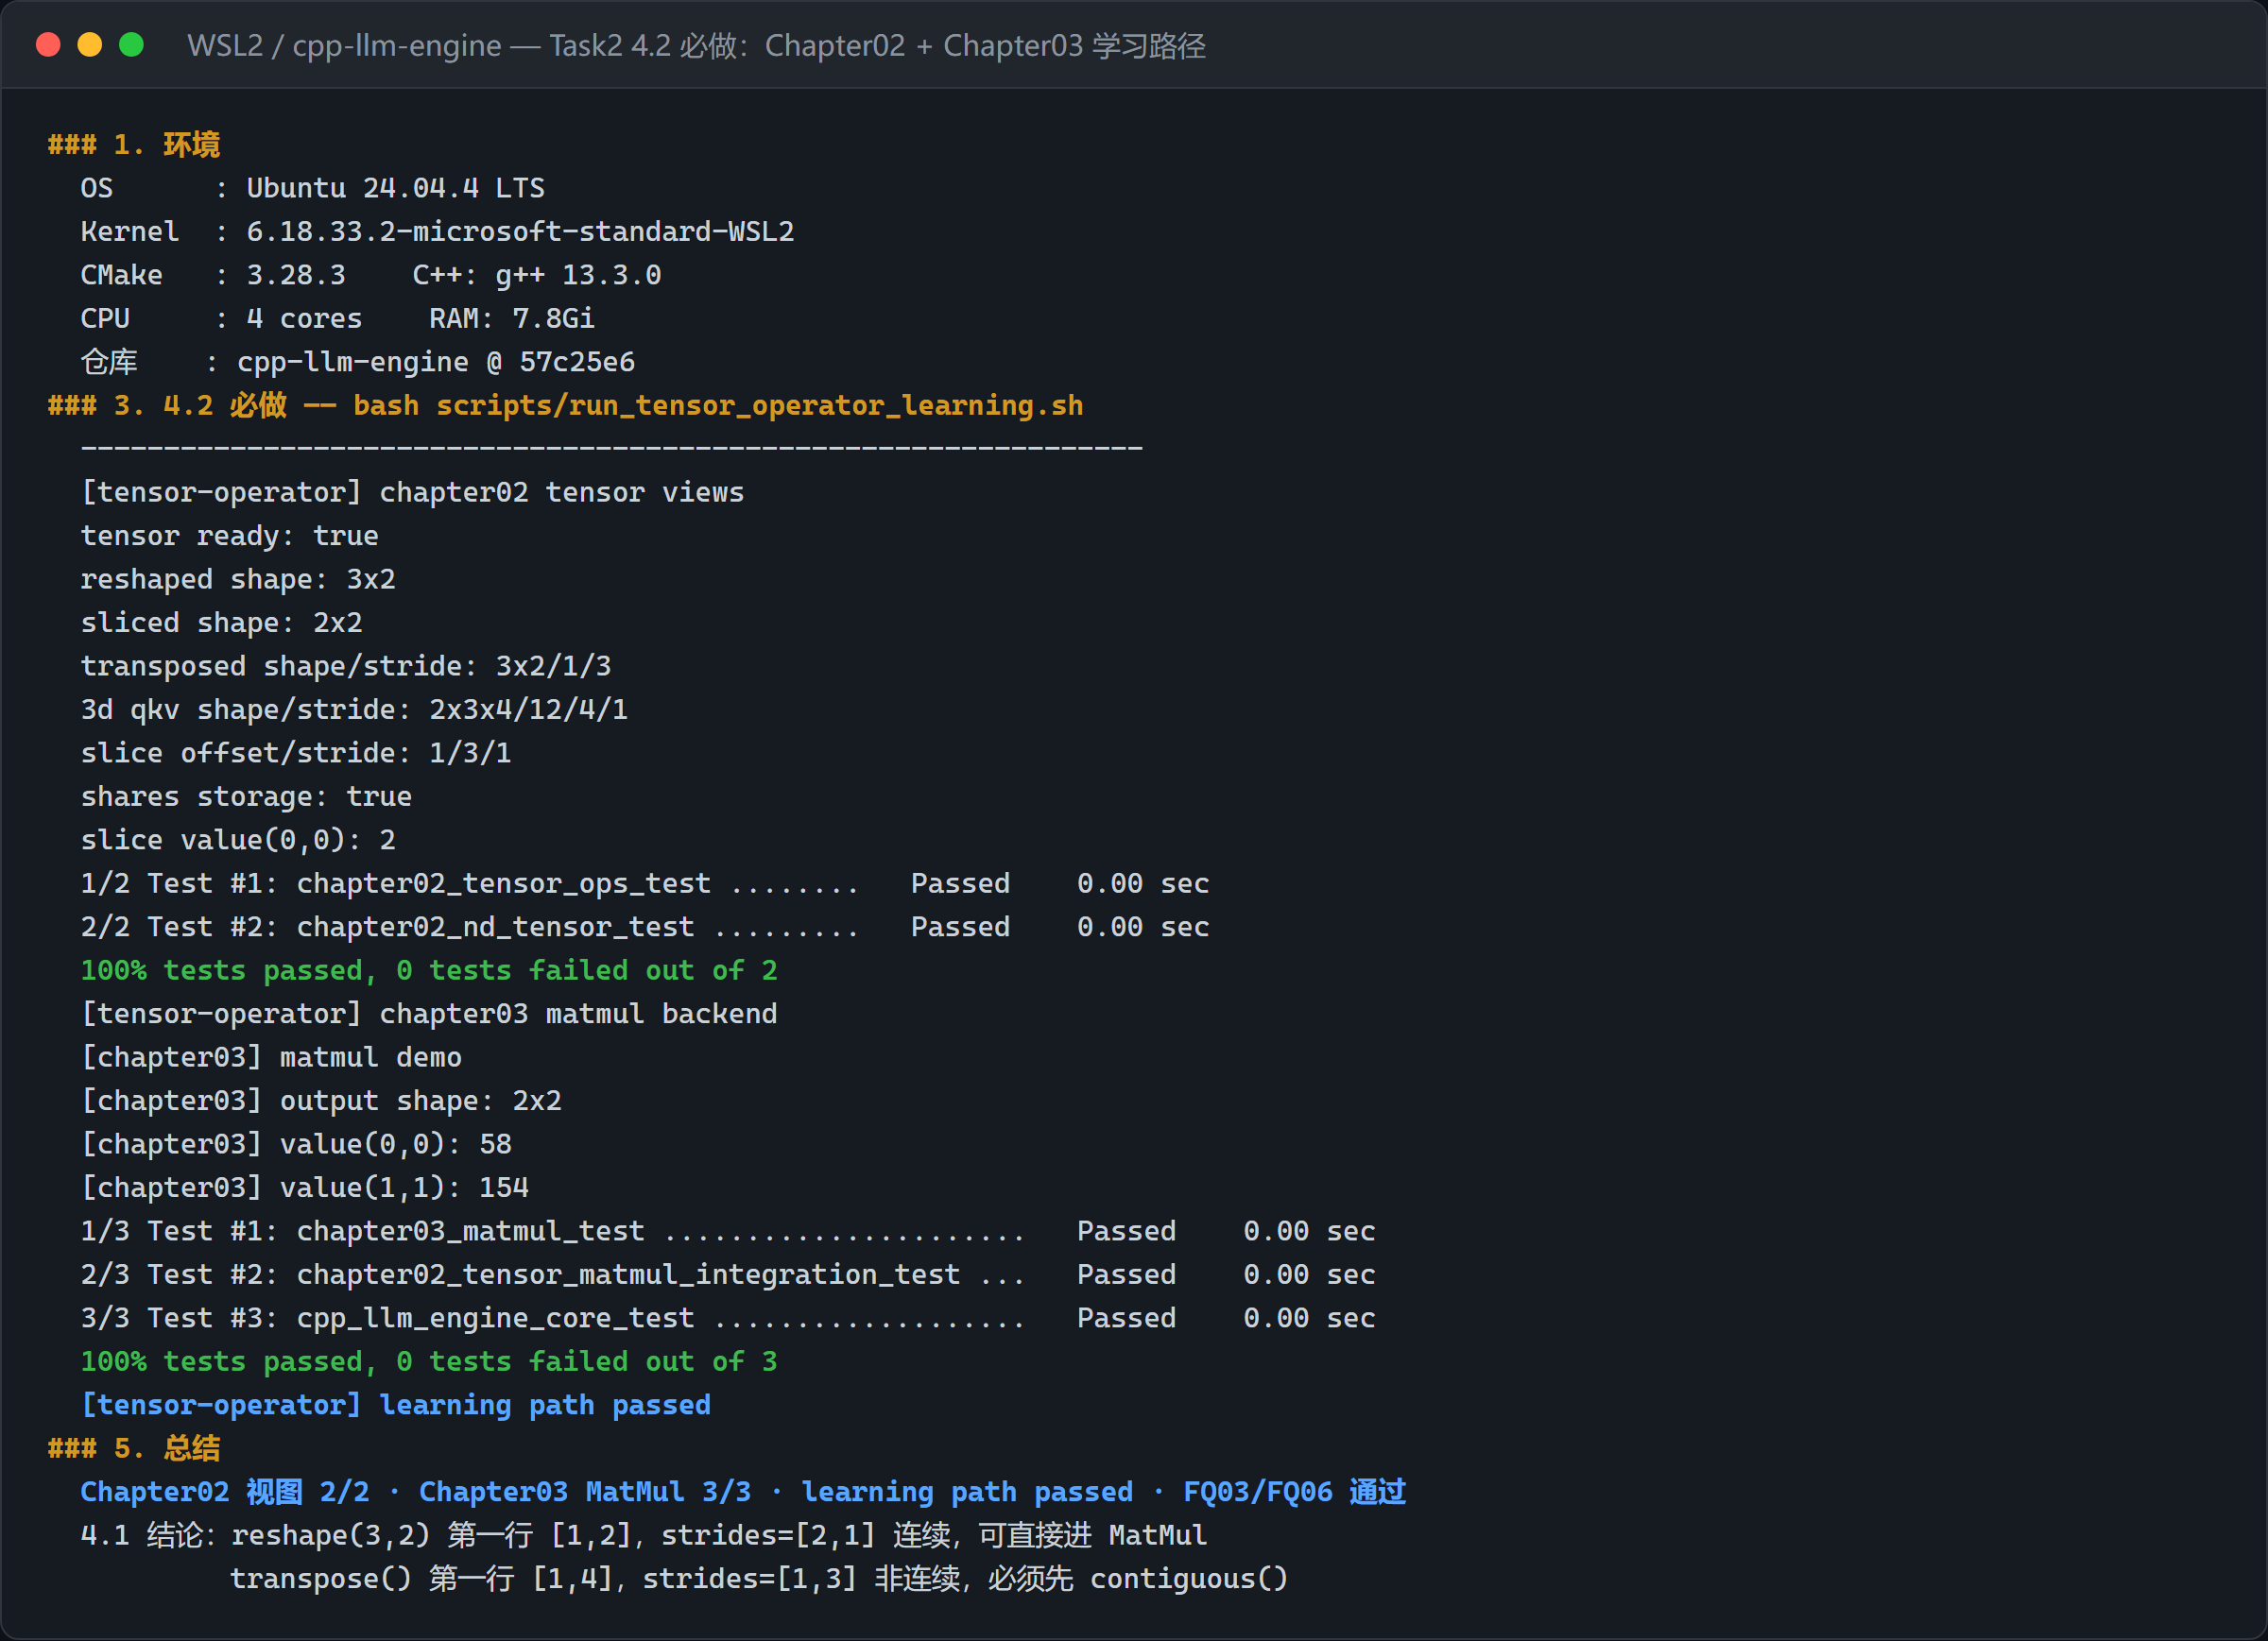 WSL2 / cpp-llm-engine — Task2 4.2 必做：Chapter02 + Chapter03 学习路径
### 1. 环境
OS      : Ubuntu 24.04.4 LTS
Kernel  : 6.18.33.2-microsoft-standard-WSL2
CMake   : 3.28.3    C++: g++ 13.3.0
CPU     : 4 cores    RAM: 7.8Gi
仓库    : cpp-llm-engine @ 57c25e6
### 3. 4.2 必做 —— bash scripts/run_tensor_operator_learning.sh
----------------------------------------------------------------
[tensor-operator] chapter02 tensor views
tensor ready: true
reshaped shape: 3x2
sliced shape: 2x2
transposed shape/stride: 3x2/1/3
3d qkv shape/stride: 2x3x4/12/4/1
slice offset/stride: 1/3/1
shares storage: true
slice value(0,0): 2
1/2 Test #1: chapter02_tensor_ops_test ........   Passed    0.00 sec
2/2 Test #2: chapter02_nd_tensor_test .........   Passed    0.00 sec
100% tests passed, 0 tests failed out of 2
[tensor-operator] chapter03 matmul backend
[chapter03] matmul demo
[chapter03] output shape: 2x2
[chapter03] value(0,0): 58
[chapter03] value(1,1): 154
1/3 Test #1: chapter03_matmul_test ......................   Passed    0.00 sec
2/3 Test #2: chapter02_tensor_matmul_integration_test ...   Passed    0.00 sec
3/3 Test #3: cpp_llm_engine_core_test ...................   Passed    0.00 sec
100% tests passed, 0 tests failed out of 3
[tensor-operator] learning path passed
### 5. 总结
Chapter02 视图 2/2 · Chapter03 MatMul 3/3 · learning path passed · FQ03/FQ06 通过
4.1 结论：reshape(3,2) 第一行 [1,2]，strides=[2,1] 连续，可直接进 MatMul
transpose() 第一行 [1,4]，strides=[1,3] 非连续，必须先 contiguous()